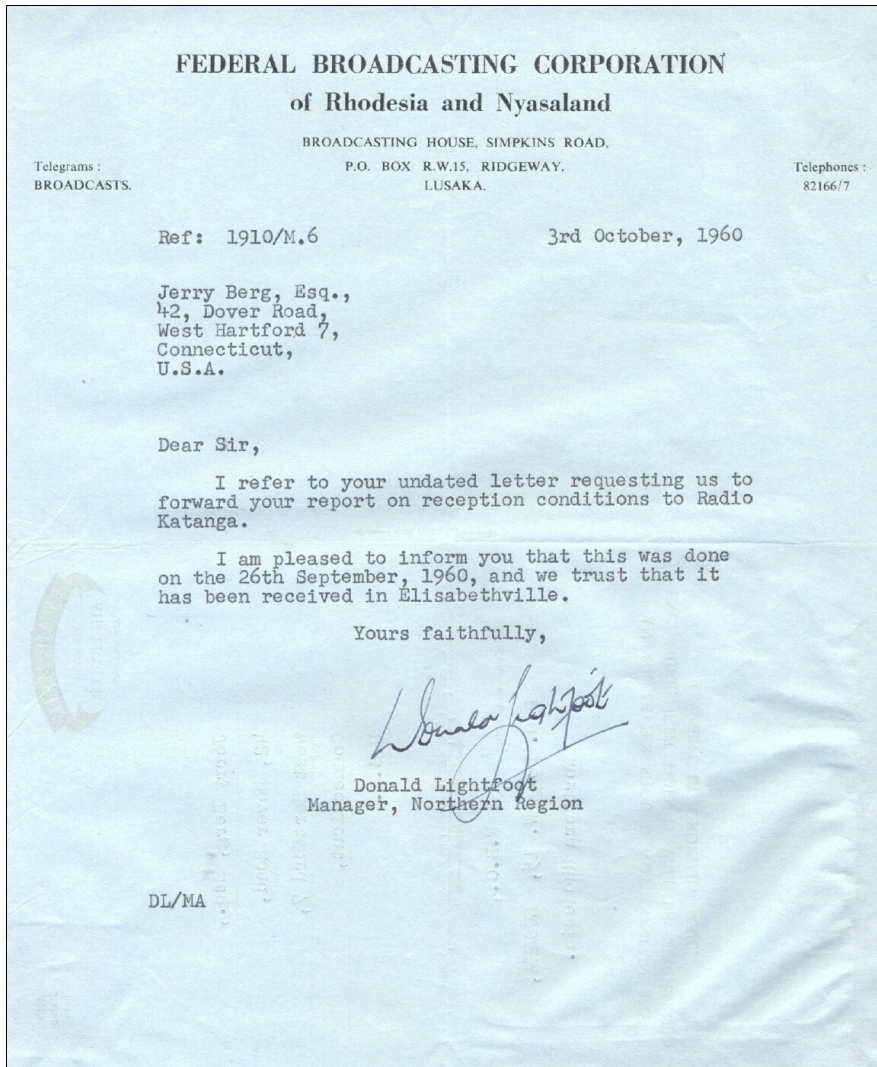 FEDERAL BROADCASTING CORPORATION
of Rhodesia and Nyasaland
BROADCASTING HOUSE, SIMPKINS ROAD,
Telegrams :
BROADCASTS.
P.O. BOX R.W.15, RIDGEWAY,
LUSAKA.
Telephones :
82166/7
Ref: 1910/M.6
3rd October, 1960
Jerry Berg, Esq.,
42, Dover Road,
West Hartford 7,
Connecticut,
U.S.A.
Dear Sir,
I refer to your undated letter requesting us to
forward your report on reception conditions to Radio
Katanga.
I am pleased to inform you that this was done
on the 26th September, 1960, and we trust that it
has been received in Elisabethville.
Yours faithfully,
Donald Lightfoot
Donald Lightfoot
Manager, Northern Region
DL/MA